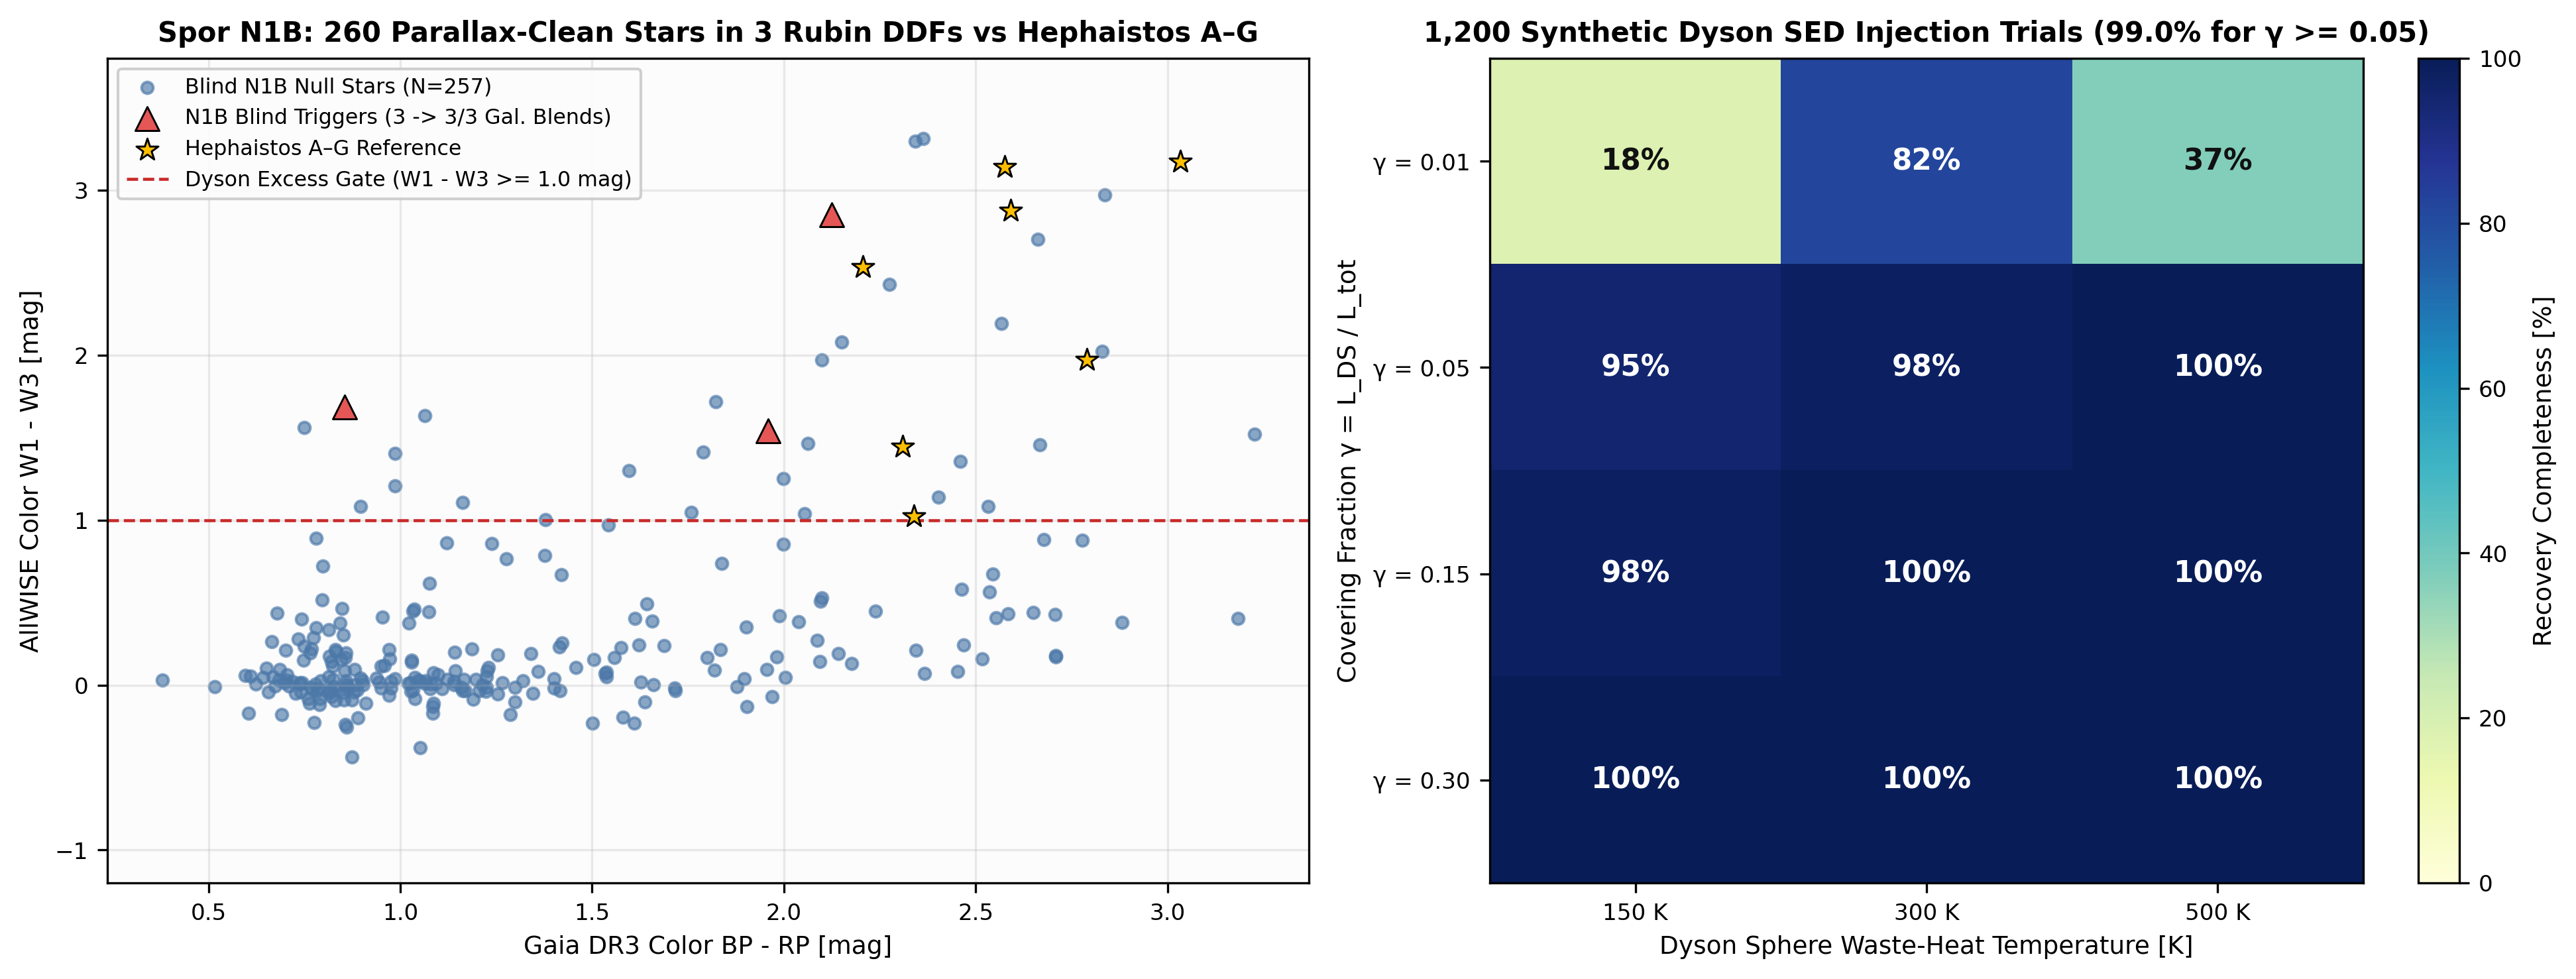 Spor N1B: 260 Parallax-Clean Stars in 3 Rubin DDFs vs Hephaistos A–G
Blind N1B Null Stars (N=257)
N1B Blind Triggers (3 -> 3/3 Gal. Blends)
Hephaistos A–G Reference
Dyson Excess Gate (W1 - W3 >= 1.0 mag)
AllWISE Color W1 - W3 [mag]
3
2
1
0
−1
0.5
1.0
1.5
2.0
2.5
3.0
Gaia DR3 Color BP - RP [mag]
1,200 Synthetic Dyson SED Injection Trials (99.0% for γ >= 0.05)
Covering Fraction γ = L_DS / L_tot
γ = 0.01
18%
82%
37%
γ = 0.05
95%
98%
100%
γ = 0.15
98%
100%
100%
γ = 0.30
100%
100%
100%
150 K
300 K
500 K
Dyson Sphere Waste-Heat Temperature [K]
100
80
60
40
20
0
Recovery Completeness [%]